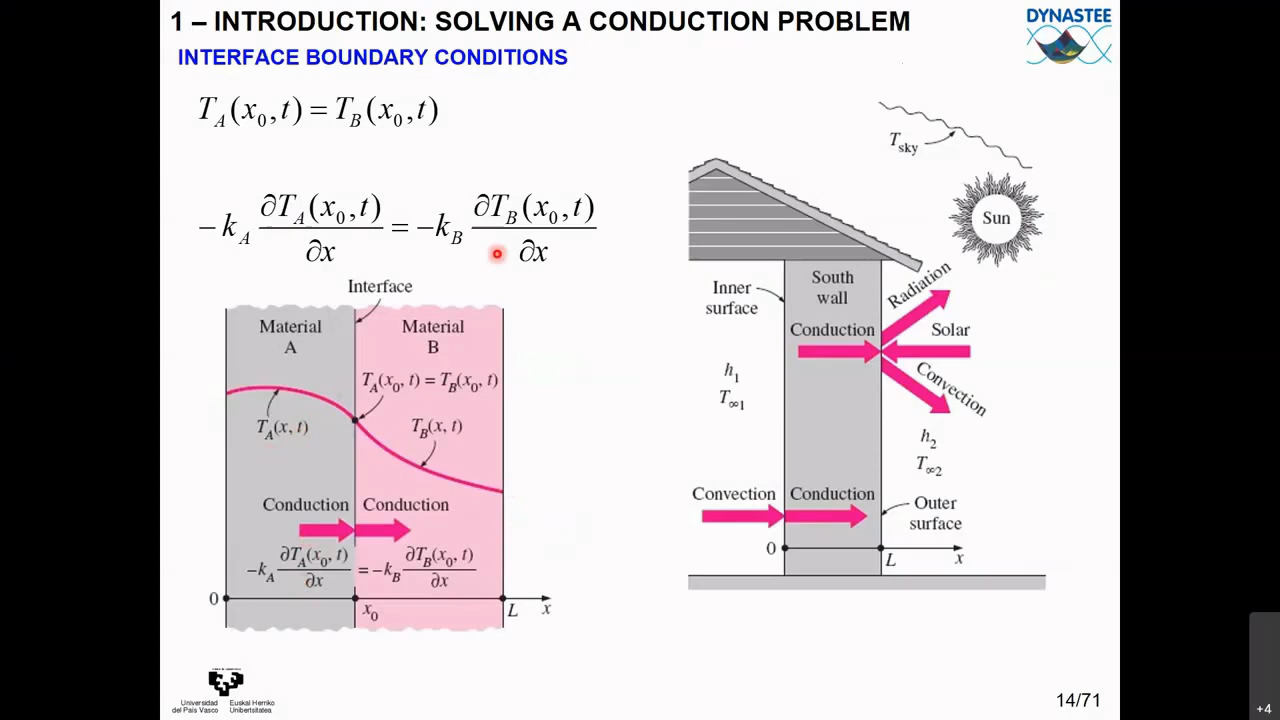 1 – INTRODUCTION: SOLVING A CONDUCTION PROBLEM
DYNASTEE
INTERFACE BOUNDARY CONDITIONS
T_A(x_0, t) = T_B(x_0, t)
−k_A ∂T_A(x_0, t)/∂x = −k_B ∂T_B(x_0, t)/∂x
Interface
Material A
Material B
T_A(x_0, t) = T_B(x_0, t)
T_A(x, t)
T_B(x, t)
Conduction
Conduction
−k_A ∂T_A(x_0, t)/∂x = −k_B ∂T_B(x_0, t)/∂x
0
x_0
L
x
T_sky
Sun
Inner
surface
South
wall
Radiation
Conduction
Solar
Convection
h_1
T_∞1
h_2
T_∞2
Convection
Conduction
Outer
surface
0
L
x
Universidad
del País Vasco
Euskal Herriko
Unibertsitatea
14/71
+4